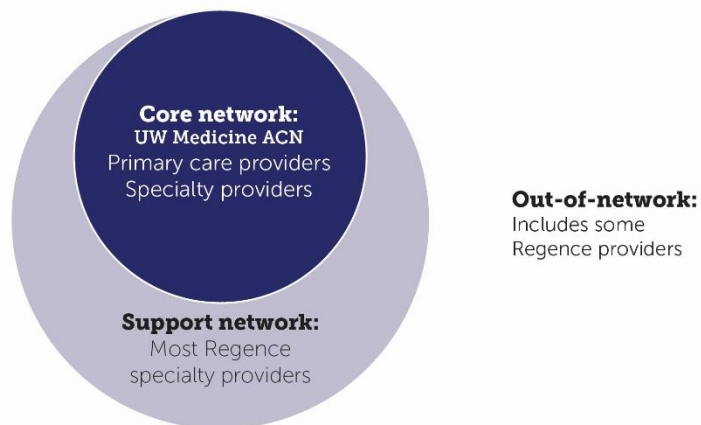 Core network:
UW Medicine ACN
Primary care providers
Specialty providers
Out-of-network:
Includes some
Regence providers
Support network:
Most Regence
specialty providers